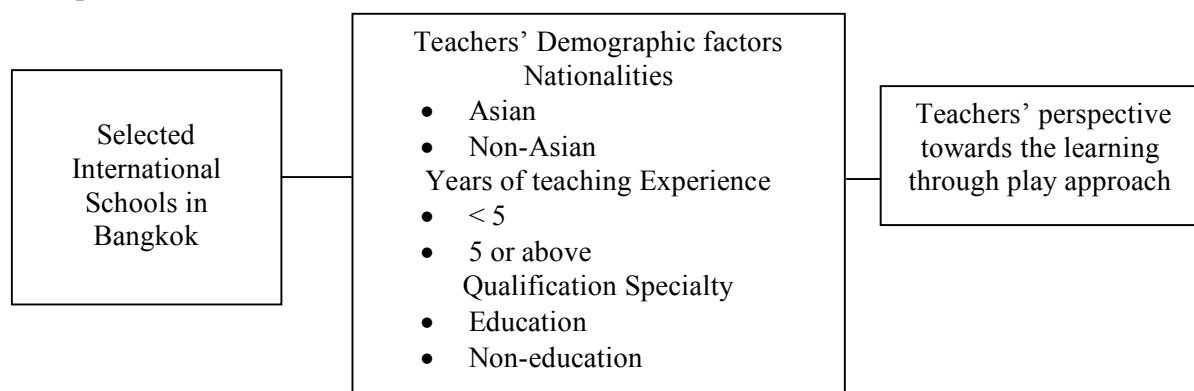 Selected
International
Schools in
Bangkok
Teachers’ Demographic factors
Nationalities
• Asian
• Non-Asian
Years of teaching Experience
• < 5
• 5 or above
Qualification Specialty
• Education
• Non-education
Teachers’ perspective
towards the learning
through play approach